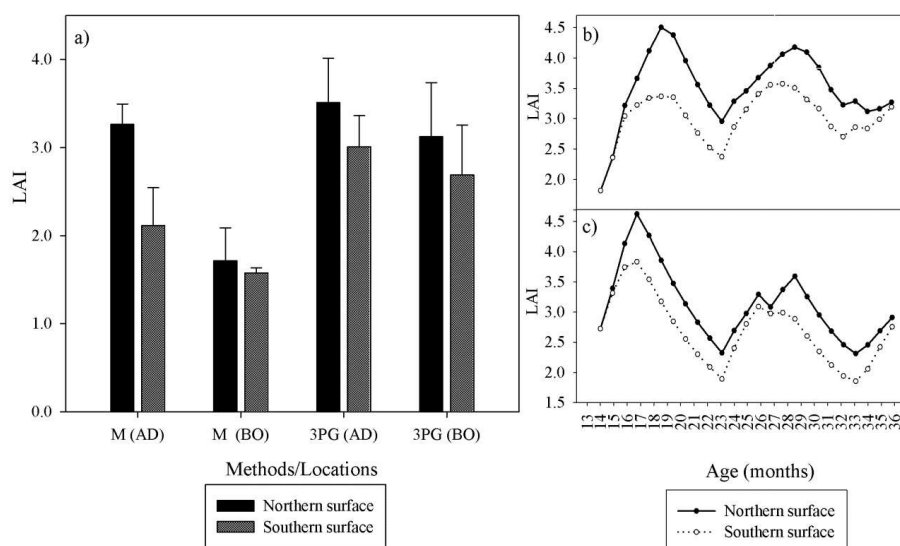 a)
LAI
4.0
3.0
2.0
1.0
0.0
M (AD)
M (BO)
3PG (AD)
3PG (BO)
Methods/Locations
Northern surface
Southern surface
b)
LAI
4.5
4.0
3.5
3.0
2.5
2.0
c)
LAI
4.5
4.0
3.5
3.0
2.5
2.0
1.5
13
14
15
16
17
18
19
20
21
22
23
24
25
26
27
28
29
30
31
32
33
34
35
36
Age (months)
Northern surface
Southern surface